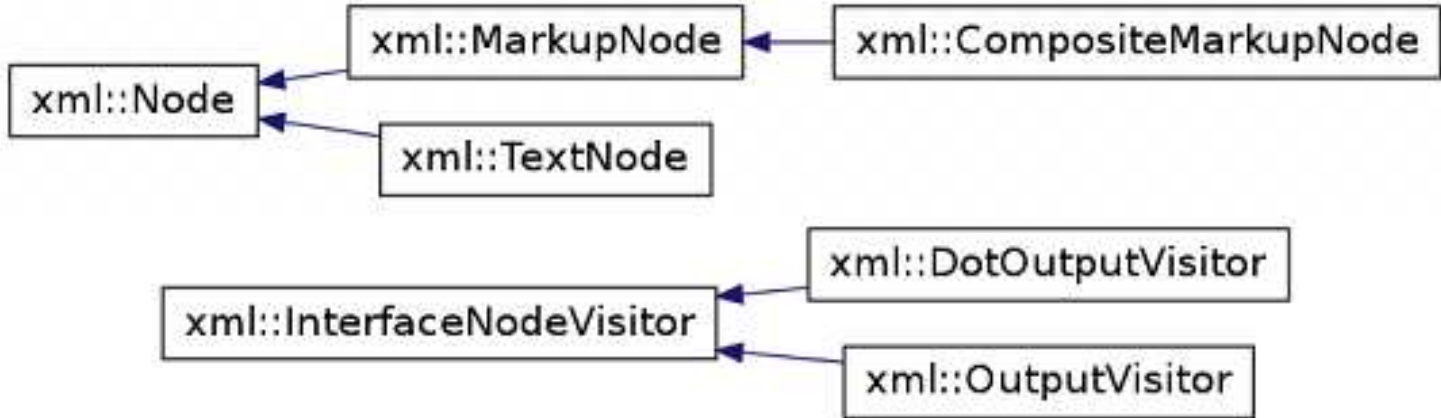 xml::MarkupNode
xml::CompositeMarkupNode
xml::Node
xml::TextNode
xml::DotOutputVisitor
xml::InterfaceNodeVisitor
xml::OutputVisitor